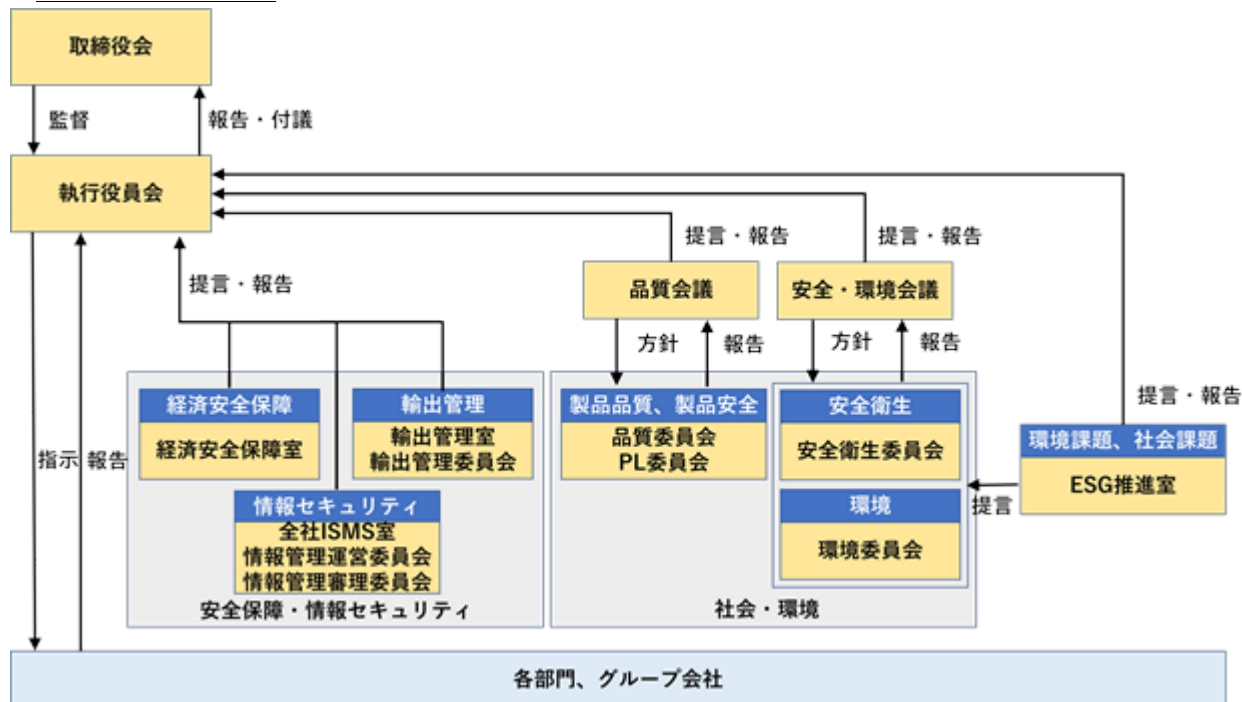 取締役会
監督
報告・付議
執行役員会
提言・報告
提言・報告
提言・報告
品質会議
安全・環境会議
方針
報告
方針
報告
提言・報告
経済安全保障
経済安全保障室
輸出管理
輸出管理室
輸出管理委員会
製品品質、製品安全
品質委員会
PL委員会
安全衛生
安全衛生委員会
環境課題、社会課題
ESG推進室
指示
報告
情報セキュリティ
全社ISMS室
情報管理運営委員会
情報管理審理委員会
環境
環境委員会
提言
安全保障・情報セキュリティ
社会・環境
各部門、グループ会社